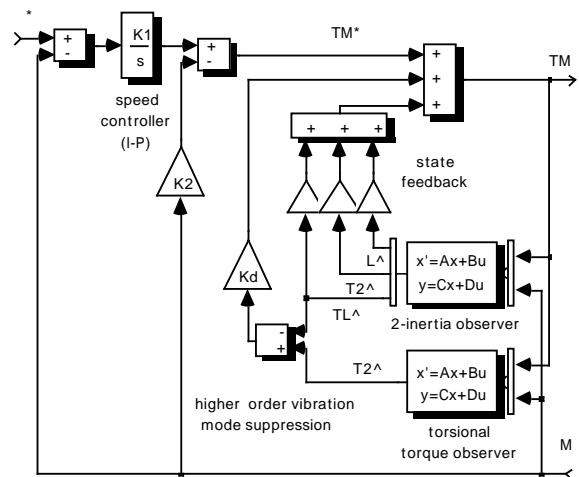 *
+
-
K1
s
+
-
TM*
+
+
+
TM
speed
controller
(I-P)
+ + +
state
feedback
K2
Kd
L^
T2^
TL^
x'=Ax+Bu
y=Cx+Du
2-inertia observer
-
+
T2^
x'=Ax+Bu
y=Cx+Du
higher order vibration
mode suppression
torsional
torque observer
M